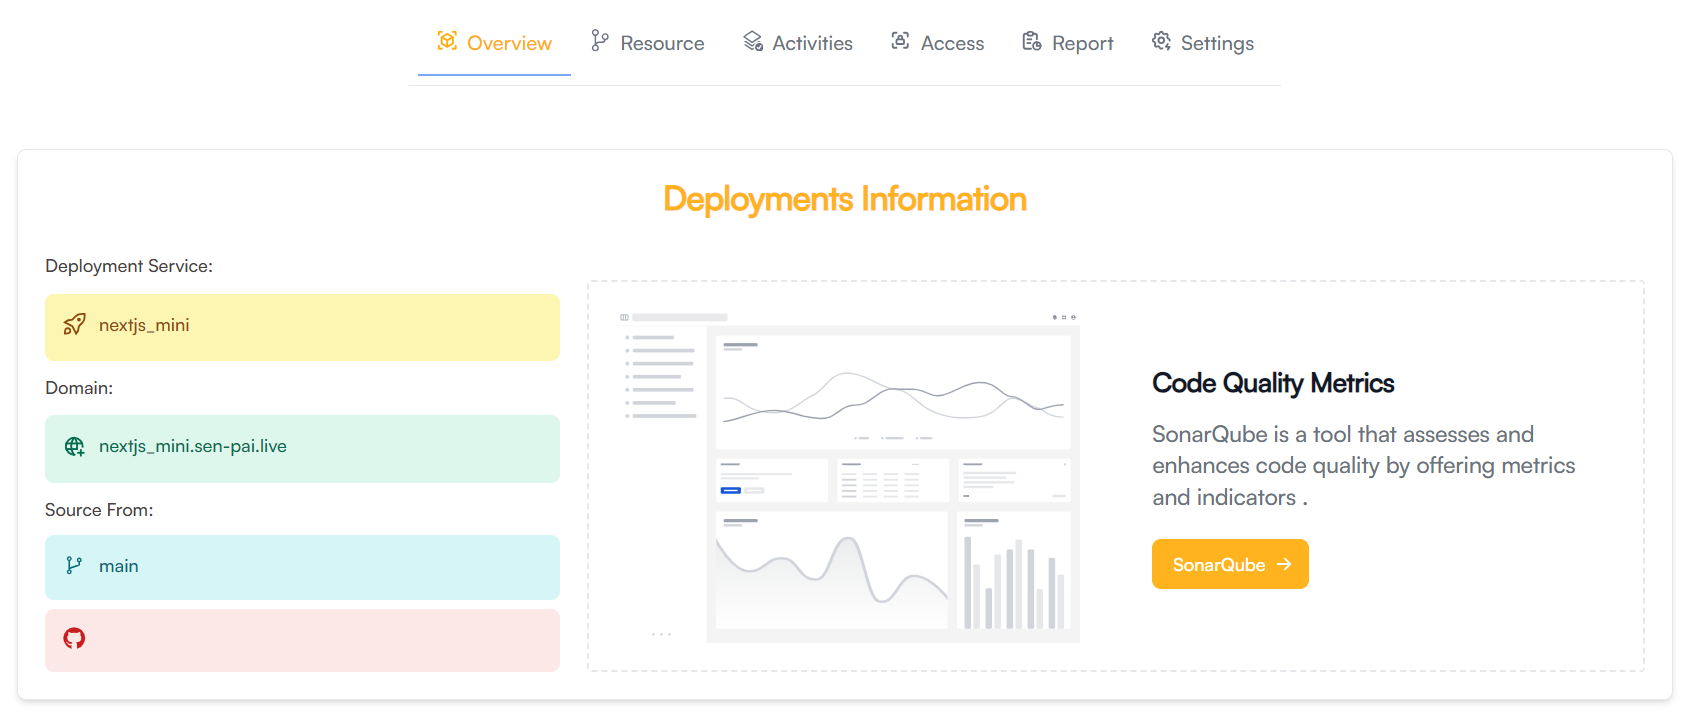 Overview Resource Activities Access Report Settings
Deployments Information
Deployment Service:
nextjs_mini
Domain:
nextjs_mini.sen-pai.live
Source From:
main
Code Quality Metrics
SonarQube is a tool that assesses and
enhances code quality by offering metrics
and indicators .
SonarQube →